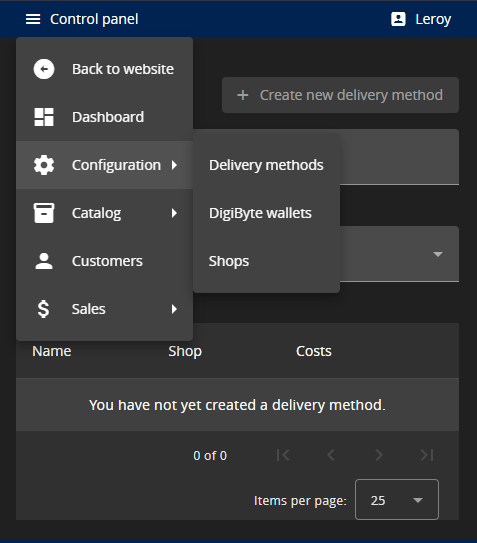 Control panel
Leroy
Back to website
Create new delivery method
Dashboard
Configuration
Delivery methods
Catalog
DigiByte wallets
Customers
Shops
Sales
Name Shop Costs
You have not yet created a delivery method.
0 of 0
Items per page: 25